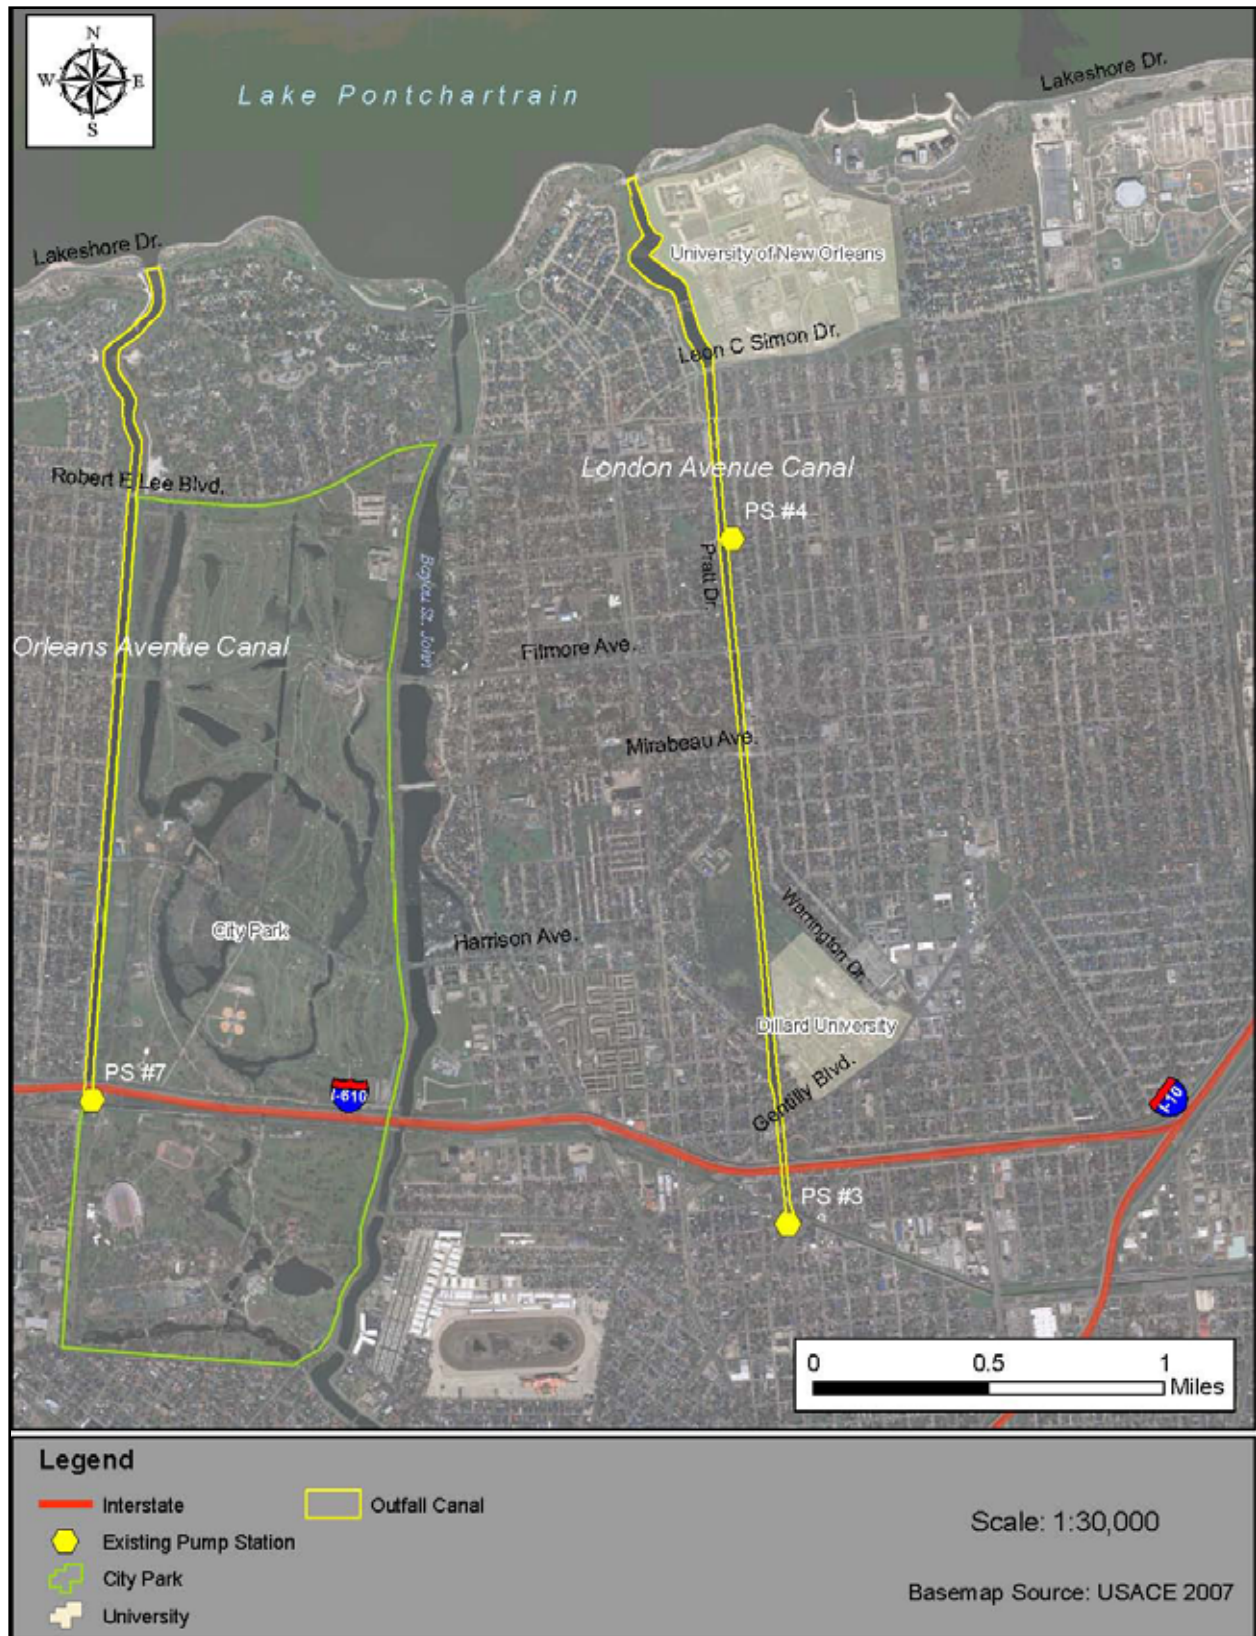 N
W E
S
Lake Pontchartrain
Lakeshore Dr.
Lakeshore Dr.
University of New Orleans
Leon C Simon Dr.
London Avenue Canal
Robert E Lee Blvd.
PS #4
Pratt Dr.
Bayou St. John
Orleans Avenue Canal
Filmore Ave.
Mirabeau Ave.
Warrington Dr.
City Park
Harrison Ave.
Dillard University
PS #7
I-610
Gentilly Blvd.
I-10
PS #3
0 0.5 1
Miles
Legend
Interstate
Outfall Canal
Existing Pump Station
City Park
University
Scale: 1:30,000
Basemap Source: USACE 2007